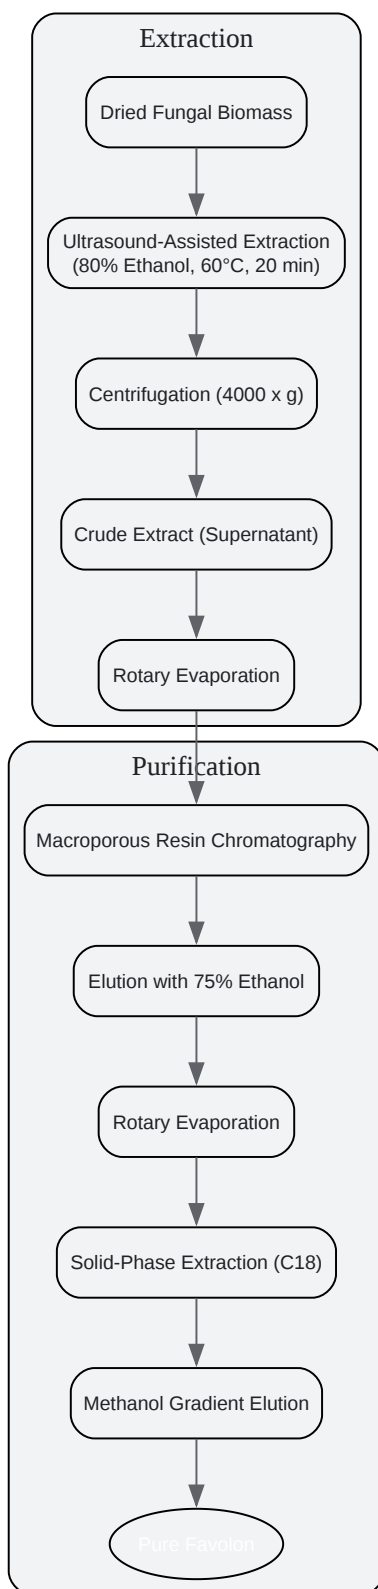 Extraction
Dried Fungal Biomass
Ultrasound-Assisted Extraction
(80% Ethanol, 60°C, 20 min)
Centrifugation (4000 x g)
Crude Extract (Supernatant)
Rotary Evaporation
Purification
Macroporous Resin Chromatography
Elution with 75% Ethanol
Rotary Evaporation
Solid-Phase Extraction (C18)
Methanol Gradient Elution
Pure Favolon